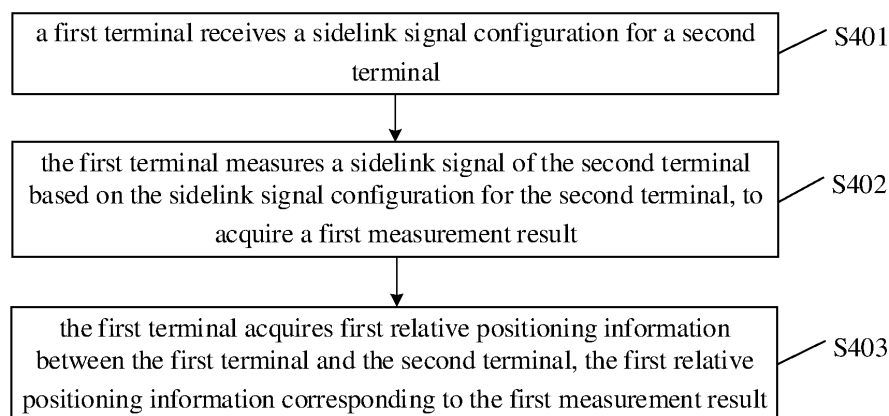 a first terminal receives a sidelink signal configuration for a second
terminal
S401
the first terminal measures a sidelink signal of the second terminal
based on the sidelink signal configuration for the second terminal, to
acquire a first measurement result
S402
the first terminal acquires first relative positioning information
between the first terminal and the second terminal, the first relative
positioning information corresponding to the first measurement result
S403